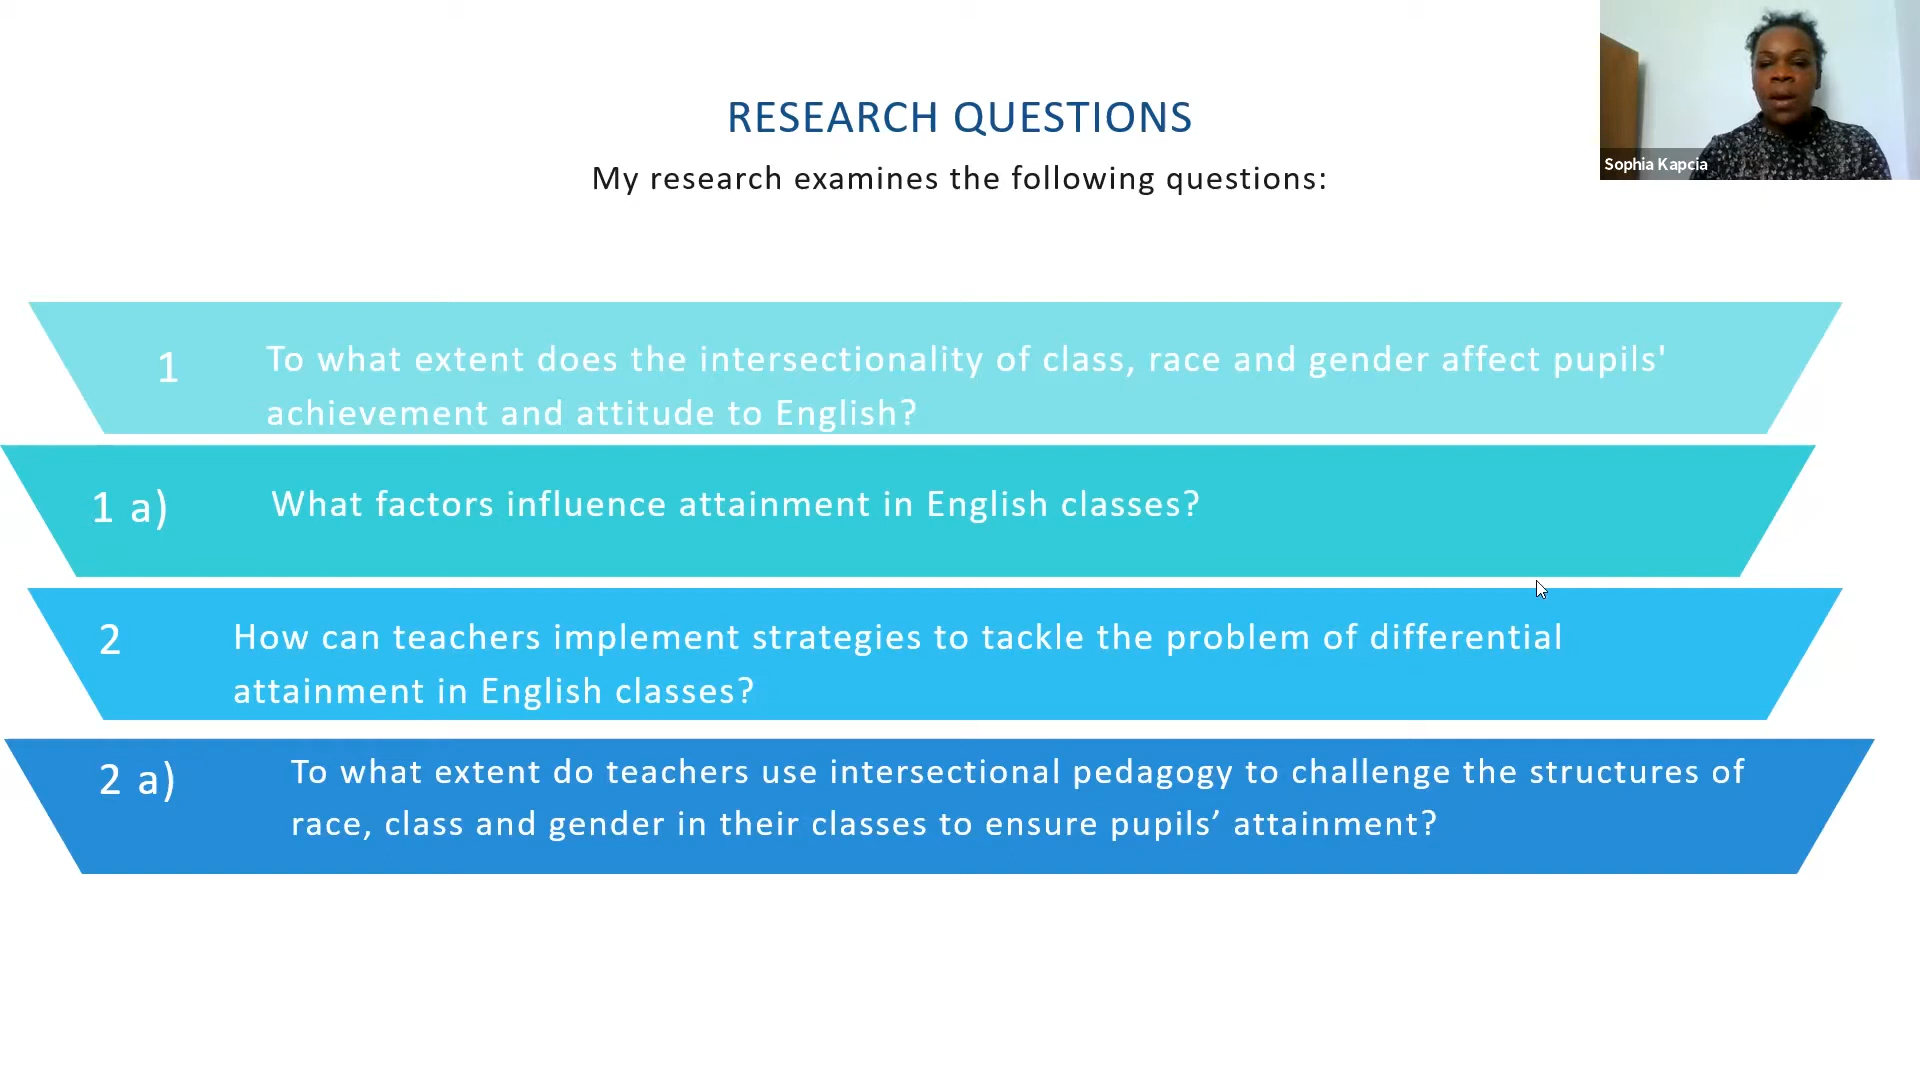 RESEARCH QUESTIONS
My research examines the following questions:
Sophia Kapcia
1
To what extent does the intersectionality of class, race and gender affect pupils'
achievement and attitude to English?
1 a)
What factors influence attainment in English classes?
2
How can teachers implement strategies to tackle the problem of differential
attainment in English classes?
2 a)
To what extent do teachers use intersectional pedagogy to challenge the structures of
race, class and gender in their classes to ensure pupils’ attainment?